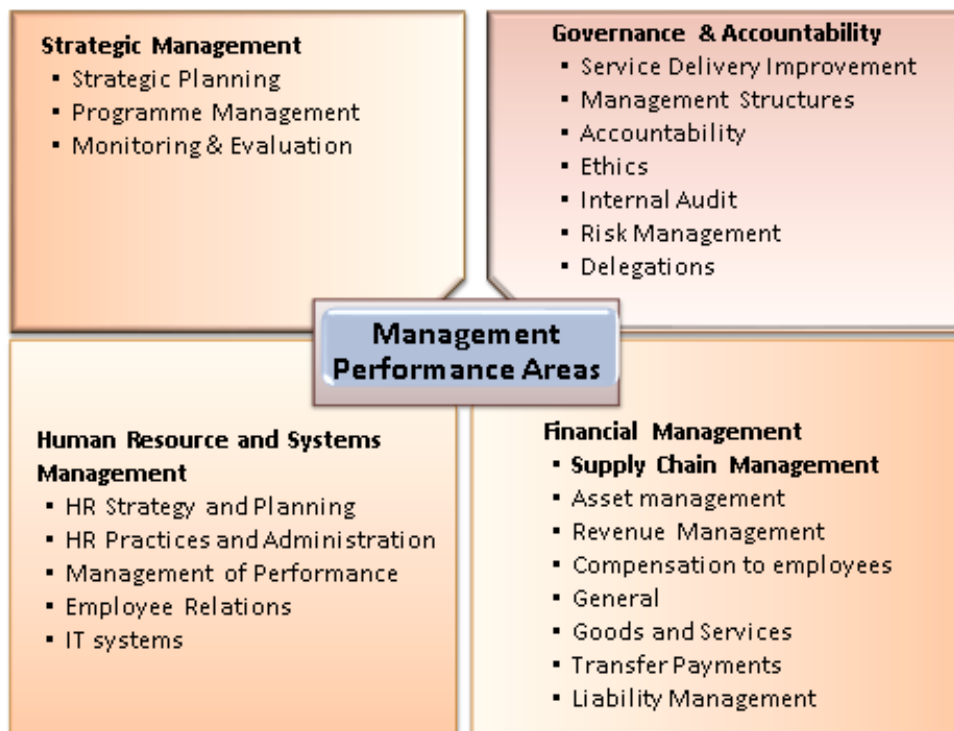 Strategic Management
▪ Strategic Planning
▪ Programme Management
▪ Monitoring & Evaluation
Governance & Accountability
▪ Service Delivery Improvement
▪ Management Structures
▪ Accountability
▪ Ethics
▪ Internal Audit
▪ Risk Management
▪ Delegations
Management
Performance Areas
Human Resource and Systems
Management
▪ HR Strategy and Planning
▪ HR Practices and Administration
▪ Management of Performance
▪ Employee Relations
▪ IT systems
Financial Management
▪ Supply Chain Management
▪ Asset management
▪ Revenue Management
▪ Compensation to employees
▪ General
▪ Goods and Services
▪ Transfer Payments
▪ Liability Management